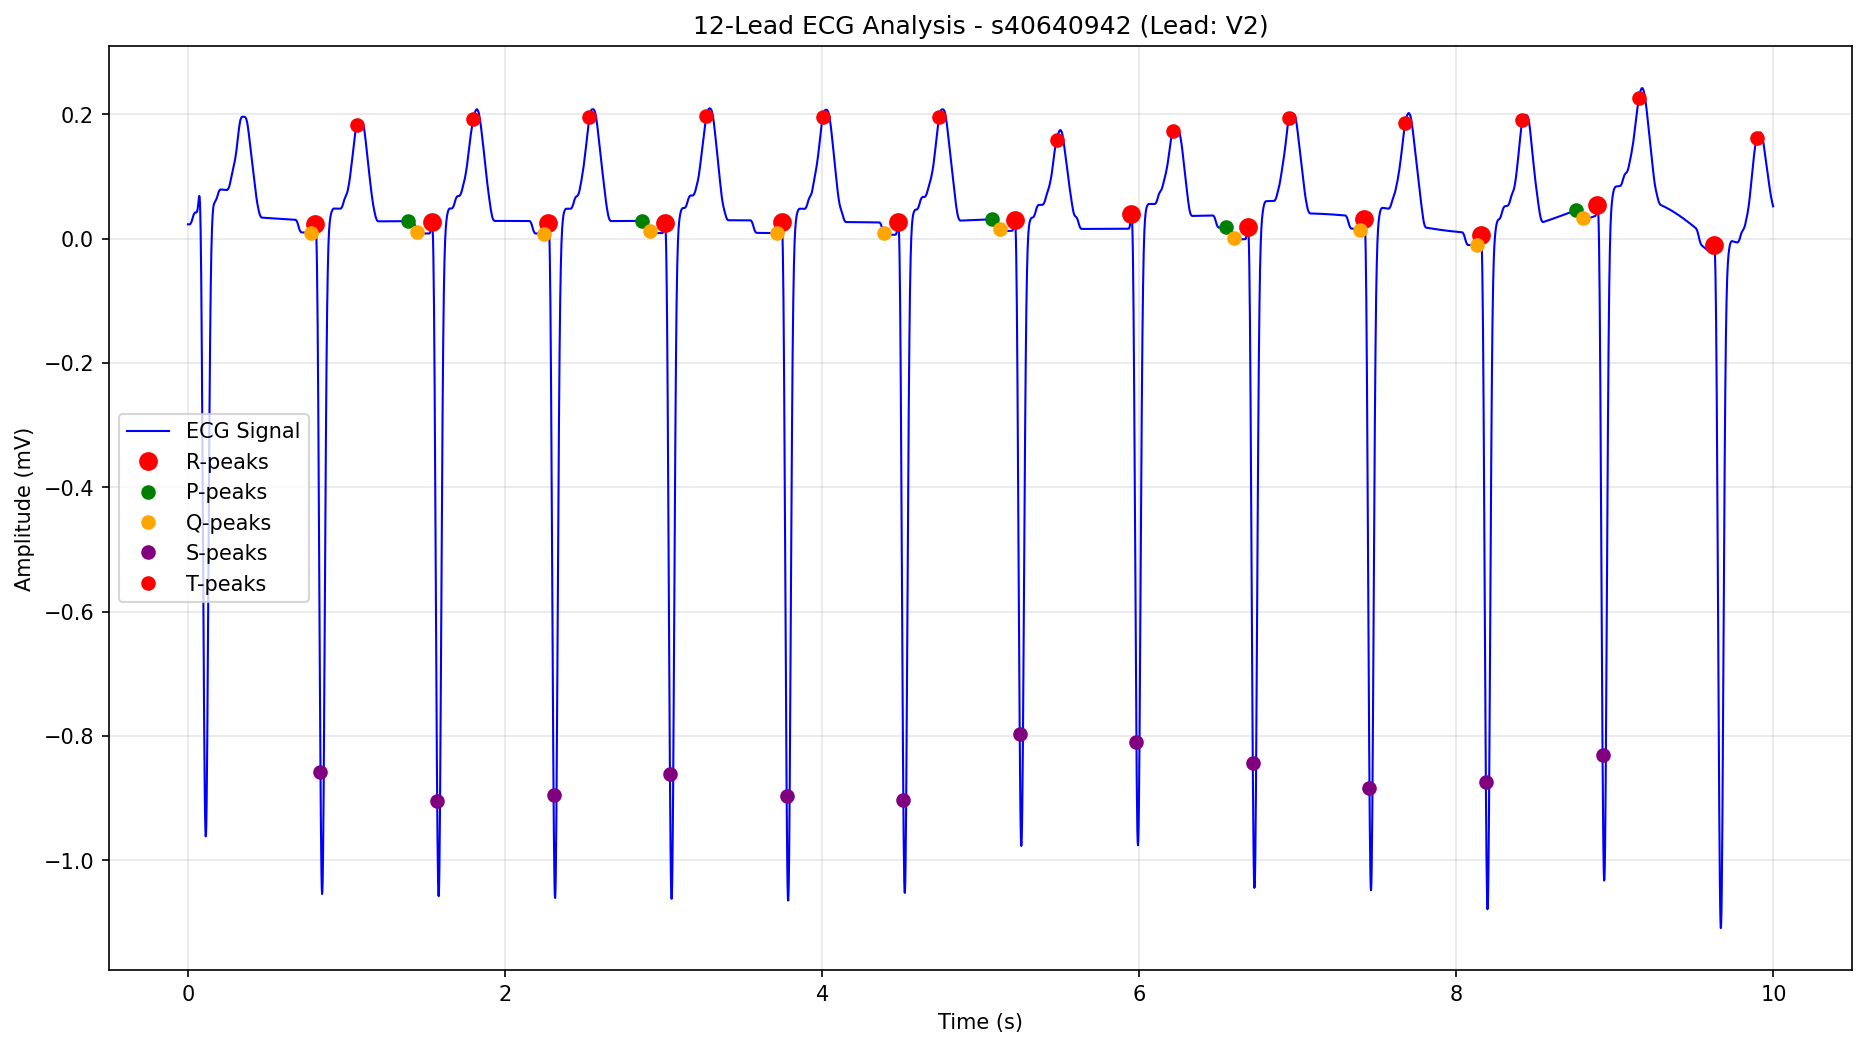 12-Lead ECG Analysis - s40640942 (Lead: V2)
Amplitude (mV)
0.2
0.0
−0.2
−0.4
−0.6
−0.8
−1.0
ECG Signal
R-peaks
P-peaks
Q-peaks
S-peaks
T-peaks
0 2 4 6 8 10
Time (s)